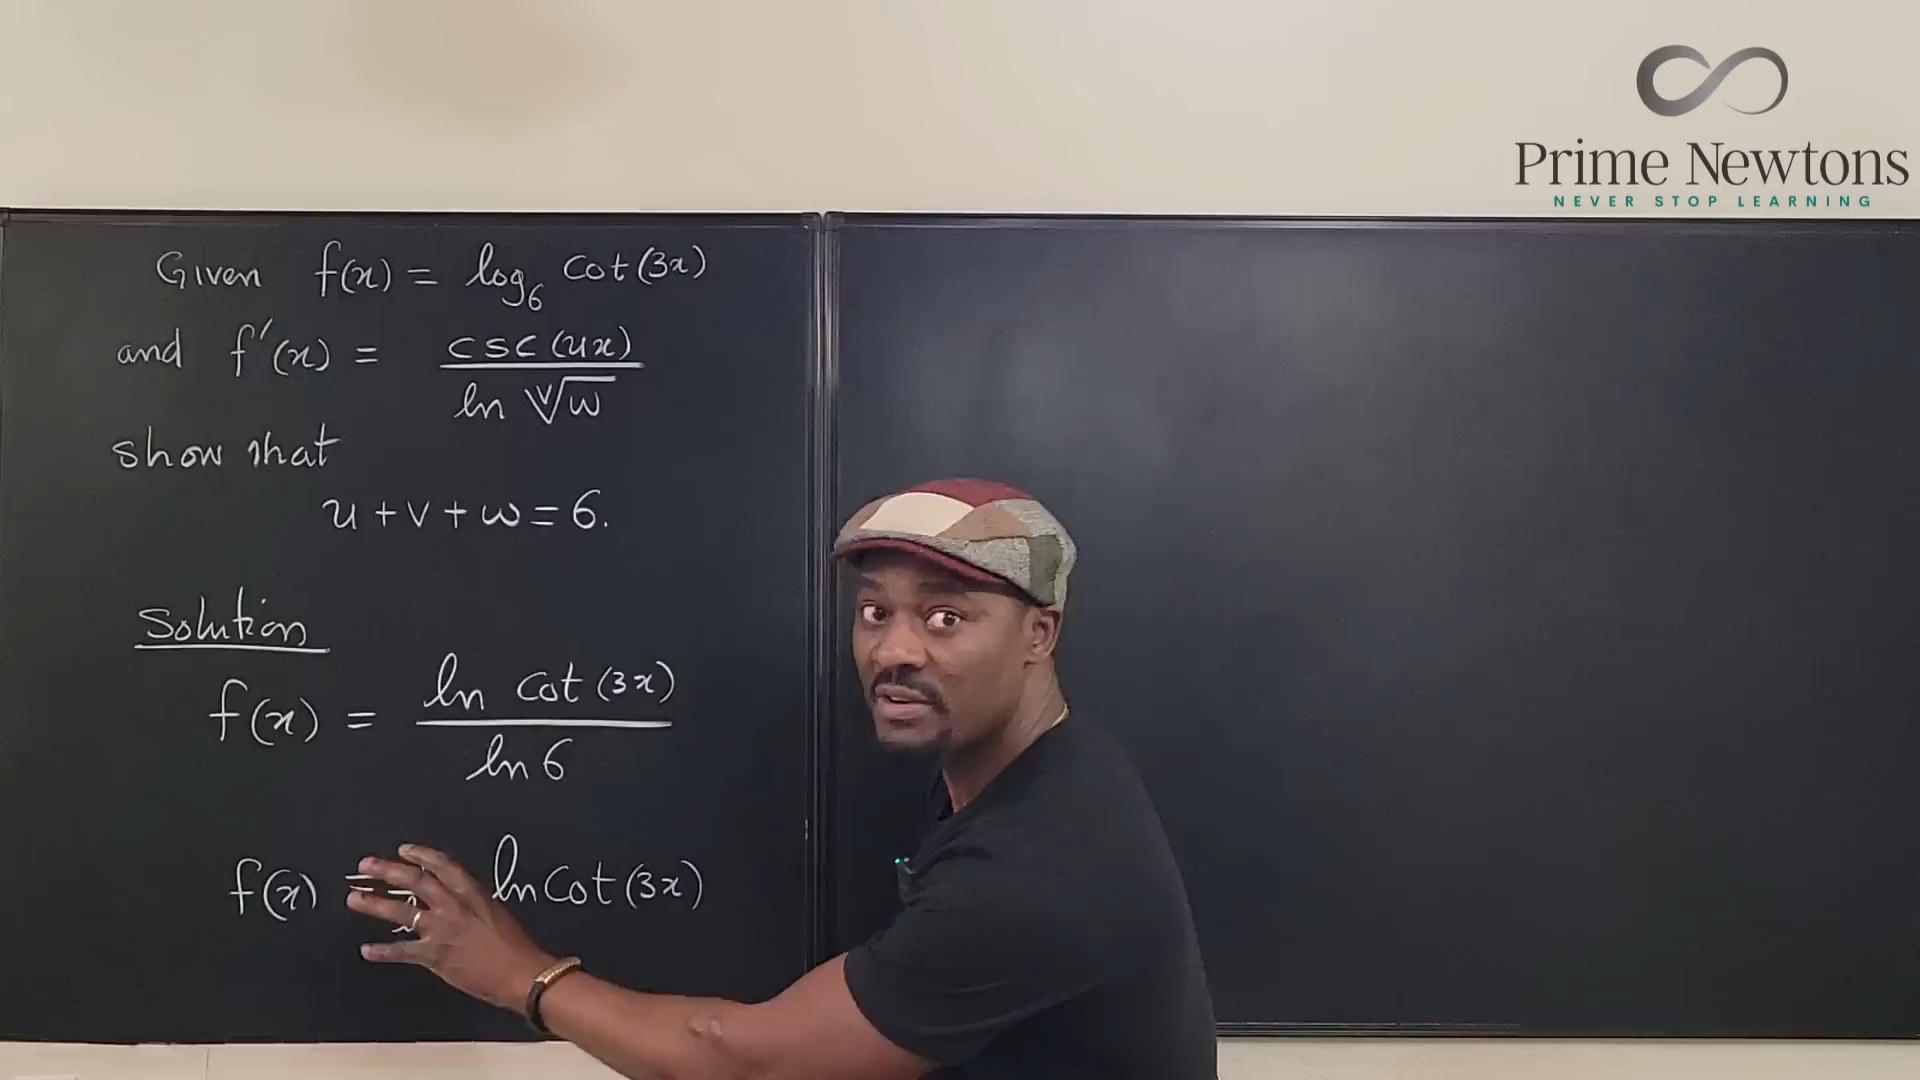 Prime Newtons
NEVER STOP LEARNING
Given f(x) = log₆ cot(3x)
and f'(x) = csc(ux) / ln ᵛ√w
show that
u + v + w = 6.
Solution
f(x) = ln cot(3x) / ln 6
f(x) = ln cot(3x)